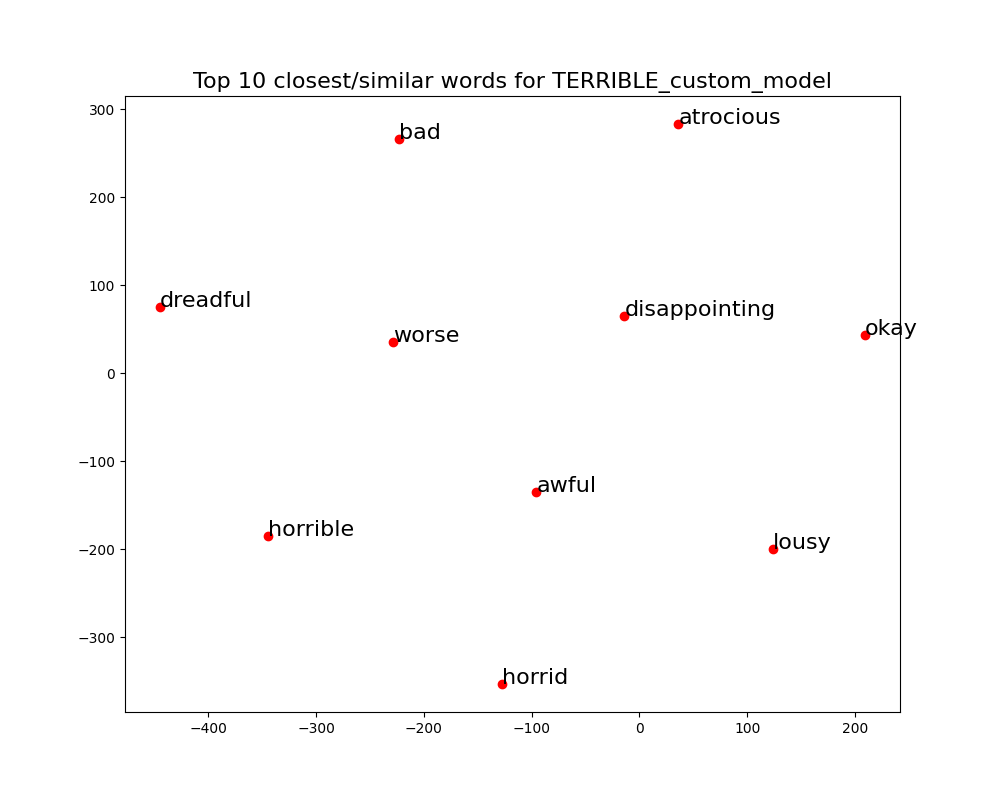 Top 10 closest/similar words for TERRIBLE_custom_model
300
200
100
0
−100
−200
−300
atrocious
bad
dreadful
disappointing
worse
okay
awful
horrible
lousy
horrid
−400
−300
−200
−100
0
100
200